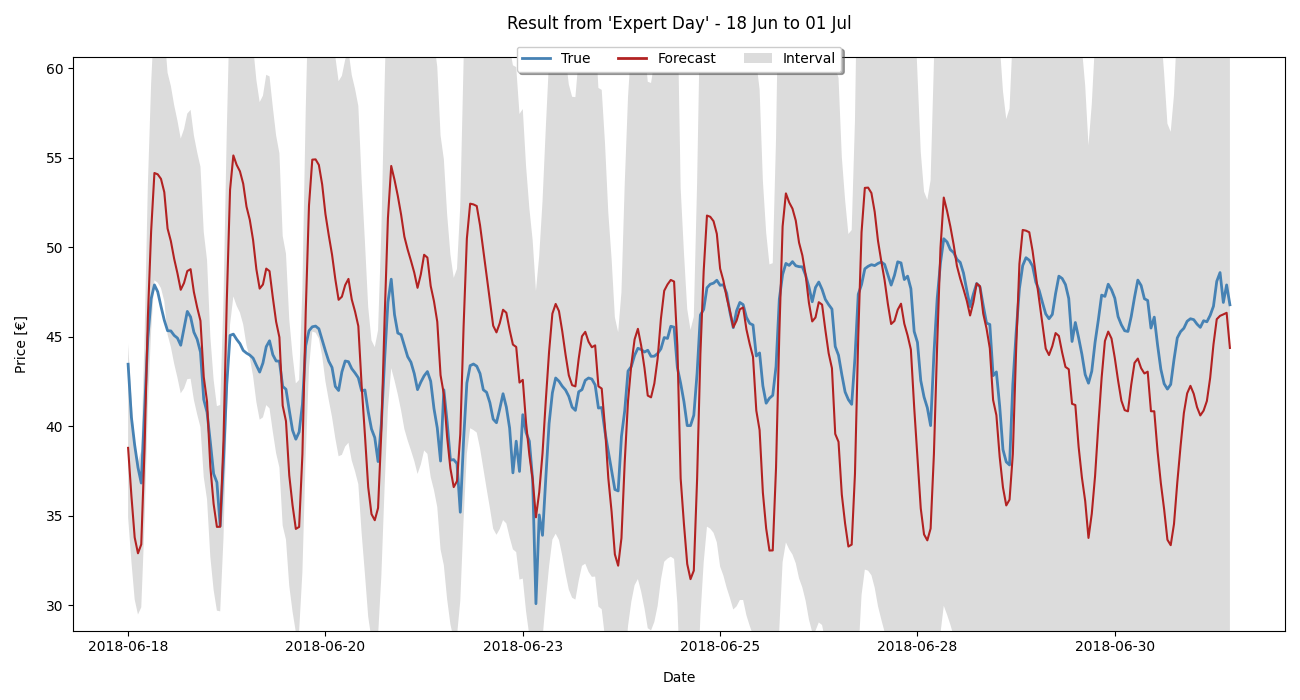 Result from 'Expert Day' - 18 Jun to 01 Jul
True Forecast Interval
60
55
50
45
40
35
30
Price [€]
2018-06-18 2018-06-20 2018-06-23 2018-06-25 2018-06-28 2018-06-30
Date